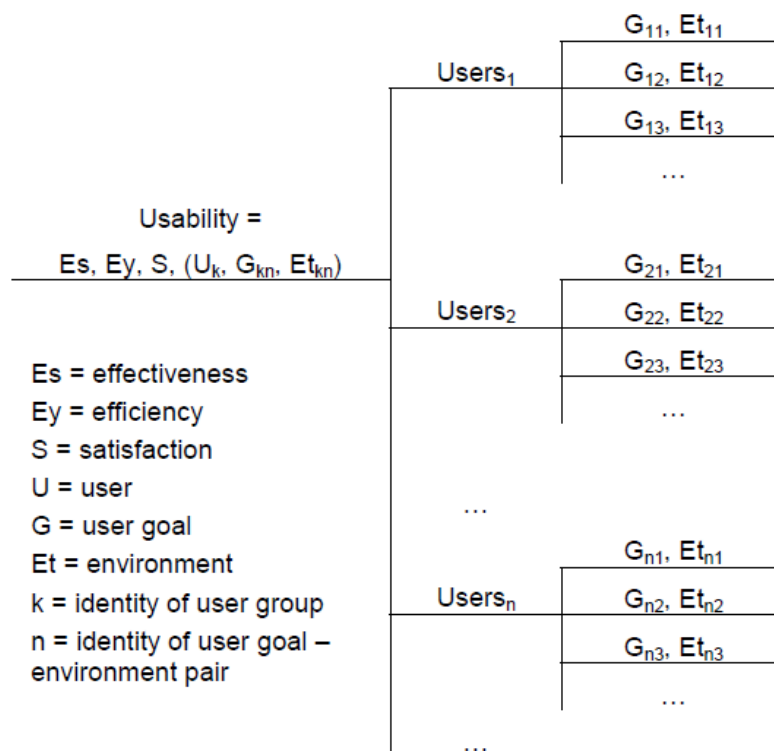 Usability =
Es, Ey, S, (Uₖ, Gₖₙ, Etₖₙ)
Es = effectiveness
Ey = efficiency
S = satisfaction
U = user
G = user goal
Et = environment
k = identity of user group
n = identity of user goal –
environment pair
Users₁
G₁₁, Et₁₁
G₁₂, Et₁₂
G₁₃, Et₁₃
…
Users₂
G₂₁, Et₂₁
G₂₂, Et₂₂
G₂₃, Et₂₃
…
…
Usersₙ
Gₙ₁, Etₙ₁
Gₙ₂, Etₙ₂
Gₙ₃, Etₙ₃
…
…